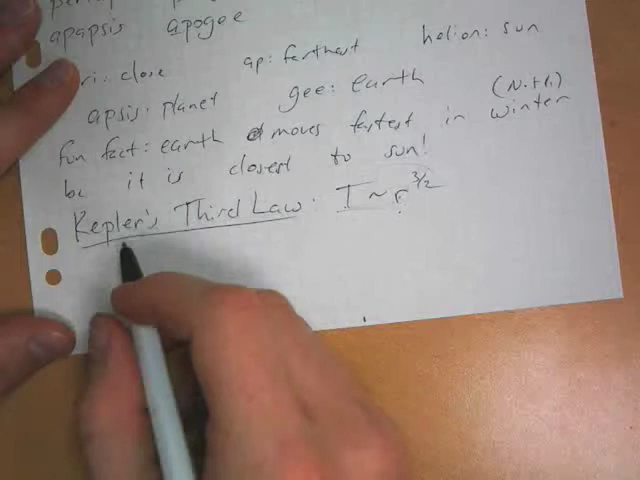 apapsis apogee
ri: close ap: farthest helion: sun
apsis: planet gee: earth
fun fact: earth moves fastest in winter (N.H.)
bc it is closest to sun!
Kepler's Third Law: T ~ r^3/2